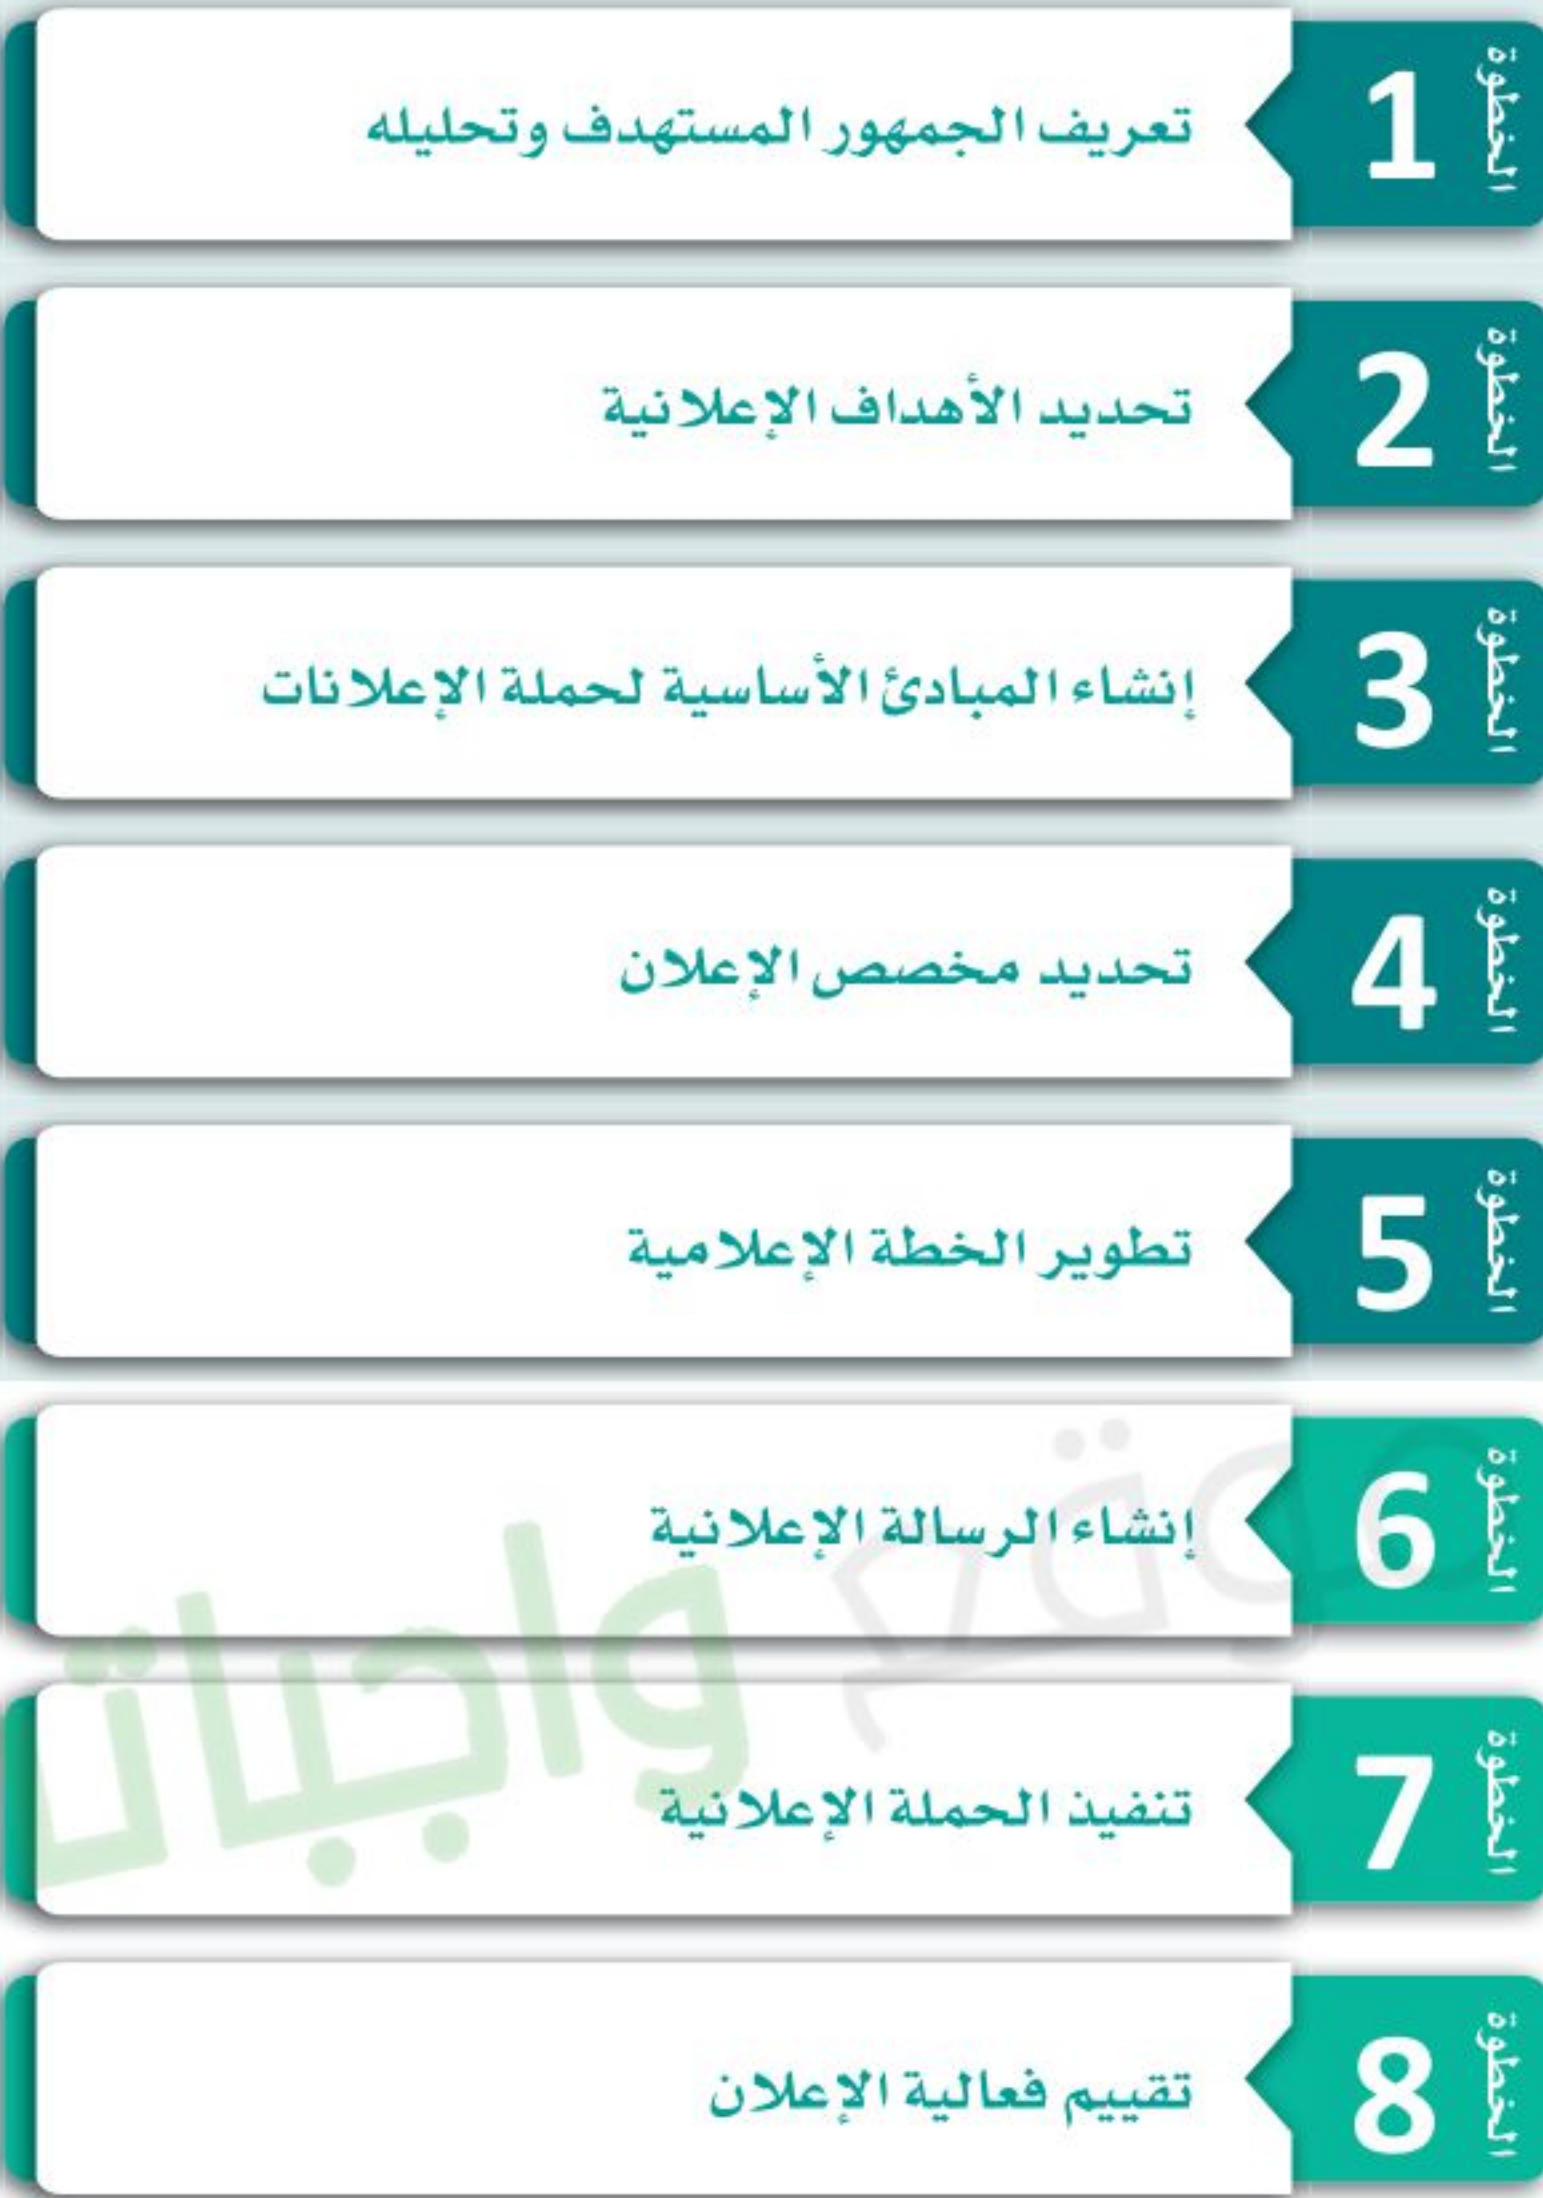 الخطوة 1
تعريف الجمهور المستهدف وتحليله
الخطوة 2
تحديد الأهداف الإعلانية
الخطوة 3
إنشاء المبادئ الأساسية لحملة الإعلانات
الخطوة 4
تحديد مخصص الإعلان
الخطوة 5
تطوير الخطة الإعلامية
الخطوة 6
إنشاء الرسالة الإعلانية
الخطوة 7
تنفيذ الحملة الإعلانية
الخطوة 8
تقييم فعالية الإعلان
موقع واجبات